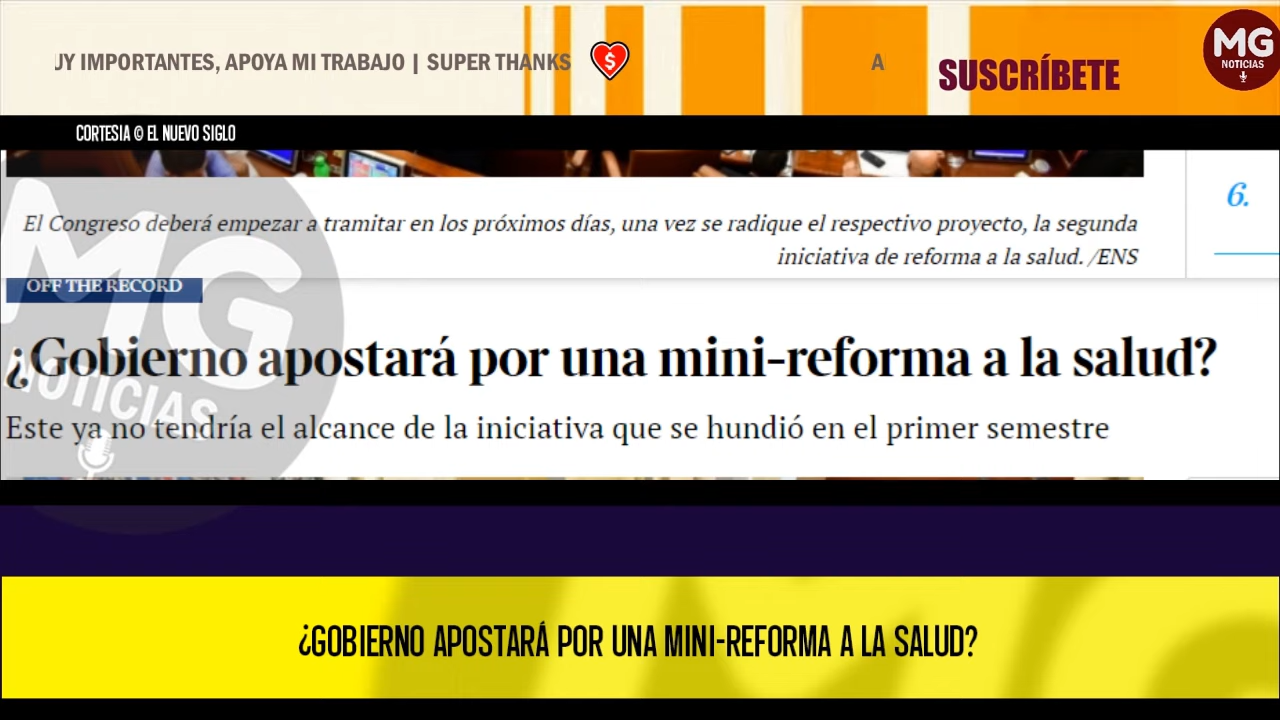 UY IMPORTANTES, APOYA MI TRABAJO | SUPER THANKS
A
SUSCRÍBETE
MG
NOTICIAS
CORTESIA © EL NUEVO SIGLO
El Congreso deberá empezar a tramitar en los próximos días, una vez se radique el respectivo proyecto, la segunda
iniciativa de reforma a la salud. /ENS
6.
OFF THE RECORD
¿Gobierno apostará por una mini-reforma a la salud?
Este ya no tendría el alcance de la iniciativa que se hundió en el primer semestre
MG
NOTICIAS
¿GOBIERNO APOSTARÁ POR UNA MINI-REFORMA A LA SALUD?